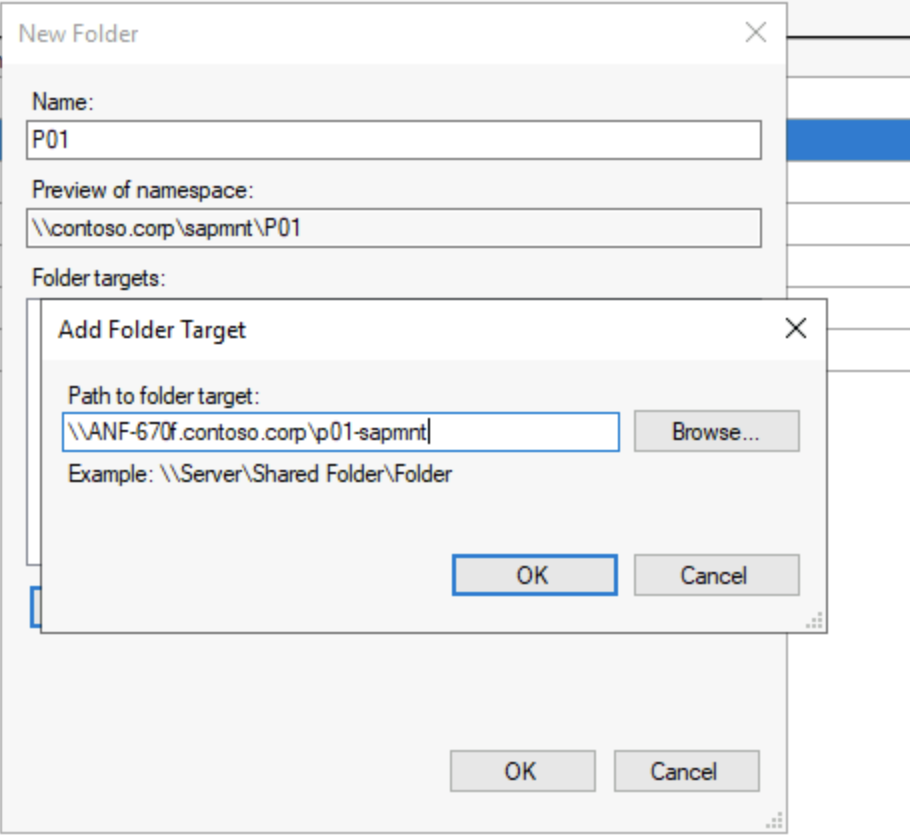 New Folder
Name:
P01
Preview of namespace:
\\contoso.corp\sapmnt\P01
Folder targets:
Add Folder Target
Path to folder target:
\\ANF-670f.contoso.corp\p01-sapmnt
Browse...
Example: \\Server\Shared Folder\Folder
OK
Cancel
OK
Cancel